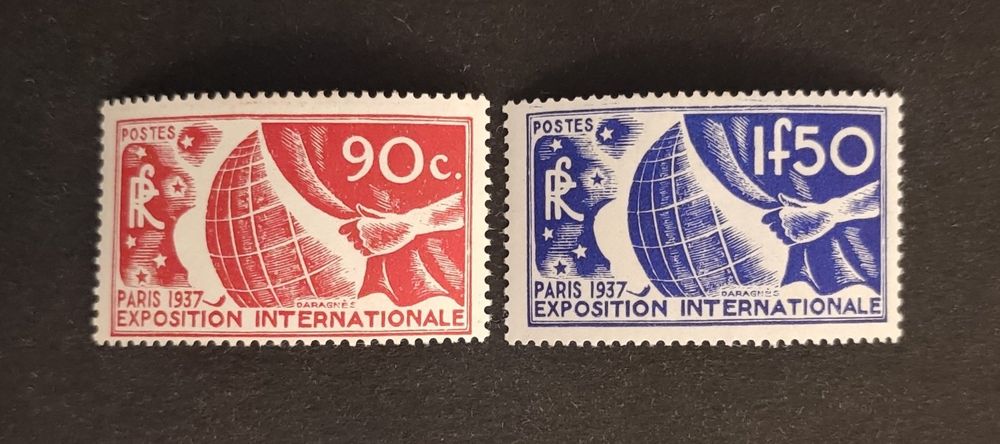 POSTES
90c.
RF
PARIS 1937
DARAGNÈS
EXPOSITION INTERNATIONALE
POSTES
1f50
RF
PARIS 1937
DARAGNÈS
EXPOSITION INTERNATIONALE